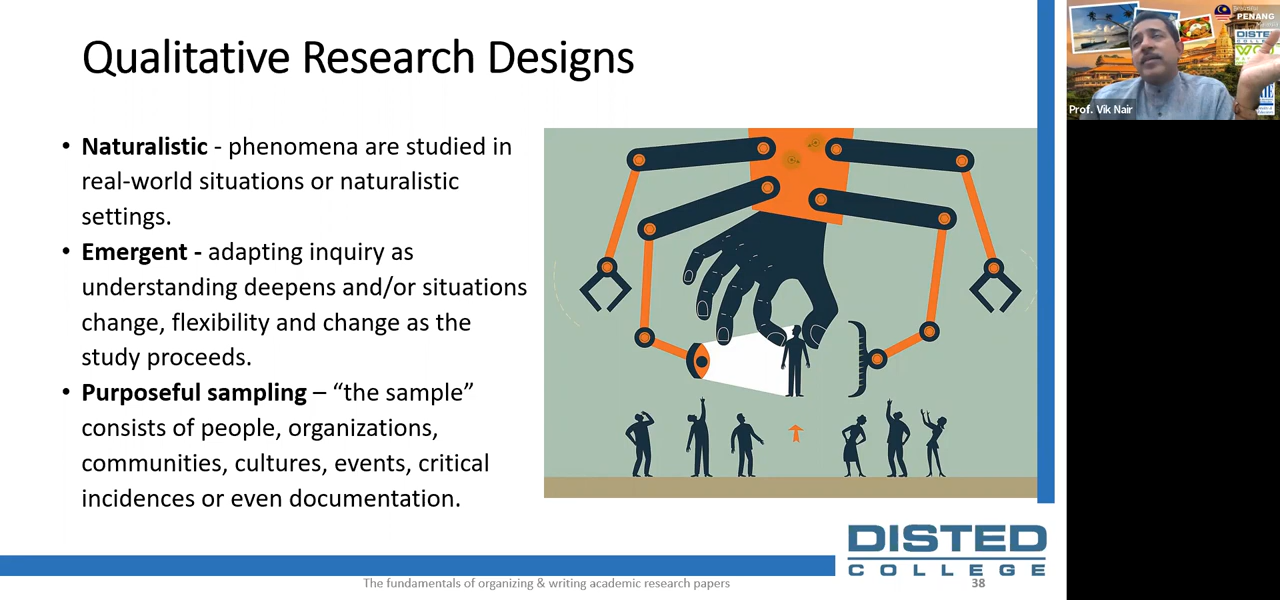 Qualitative Research Designs
• Naturalistic - phenomena are studied in
real-world situations or naturalistic
settings.
• Emergent - adapting inquiry as
understanding deepens and/or situations
change, flexibility and change as the
study proceeds.
• Purposeful sampling – “the sample”
consists of people, organizations,
communities, cultures, events, critical
incidences or even documentation.
DISTED
COLLEGE
The fundamentals of organizing & writing academic research papers
38
PENANG
DISTE
Prof. Vik Nair